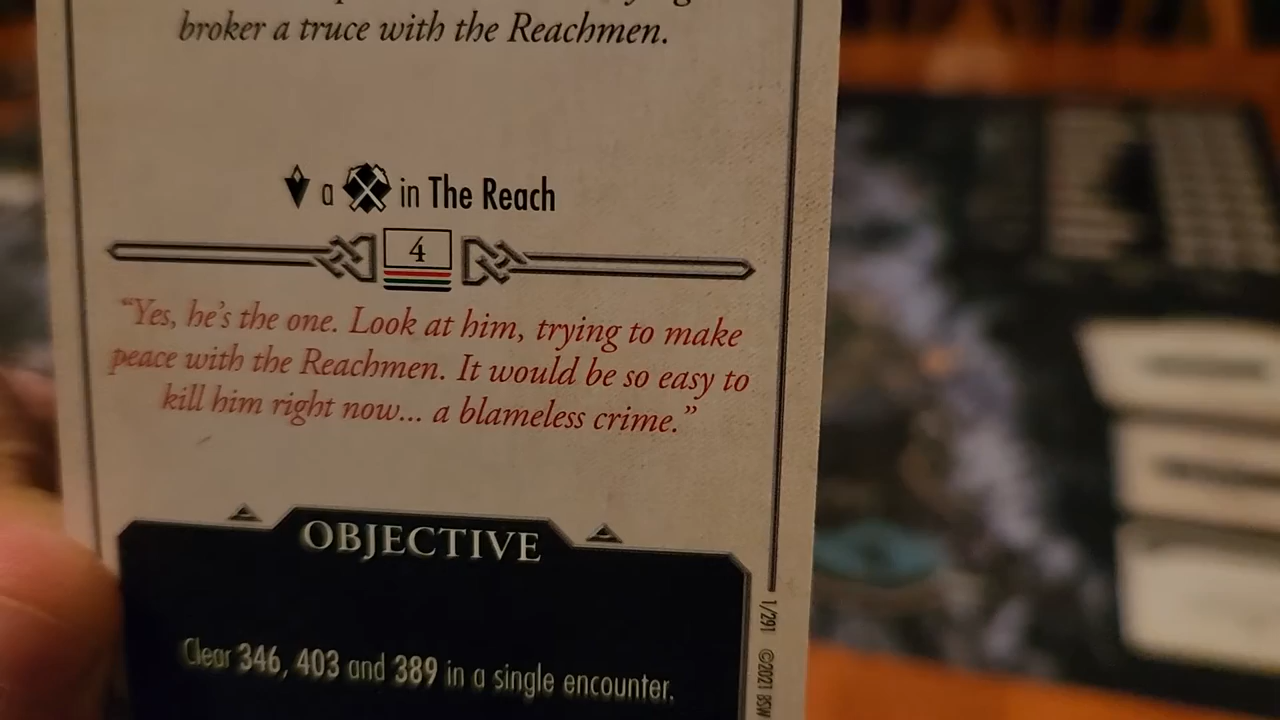 broker a truce with the Reachmen.
a in The Reach
4
"Yes, he's the one. Look at him, trying to make
peace with the Reachmen. It would be so easy to
kill him right now... a blameless crime."
OBJECTIVE
Clear 346, 403 and 389 in a single encounter.
1/291 ©2021 BSW